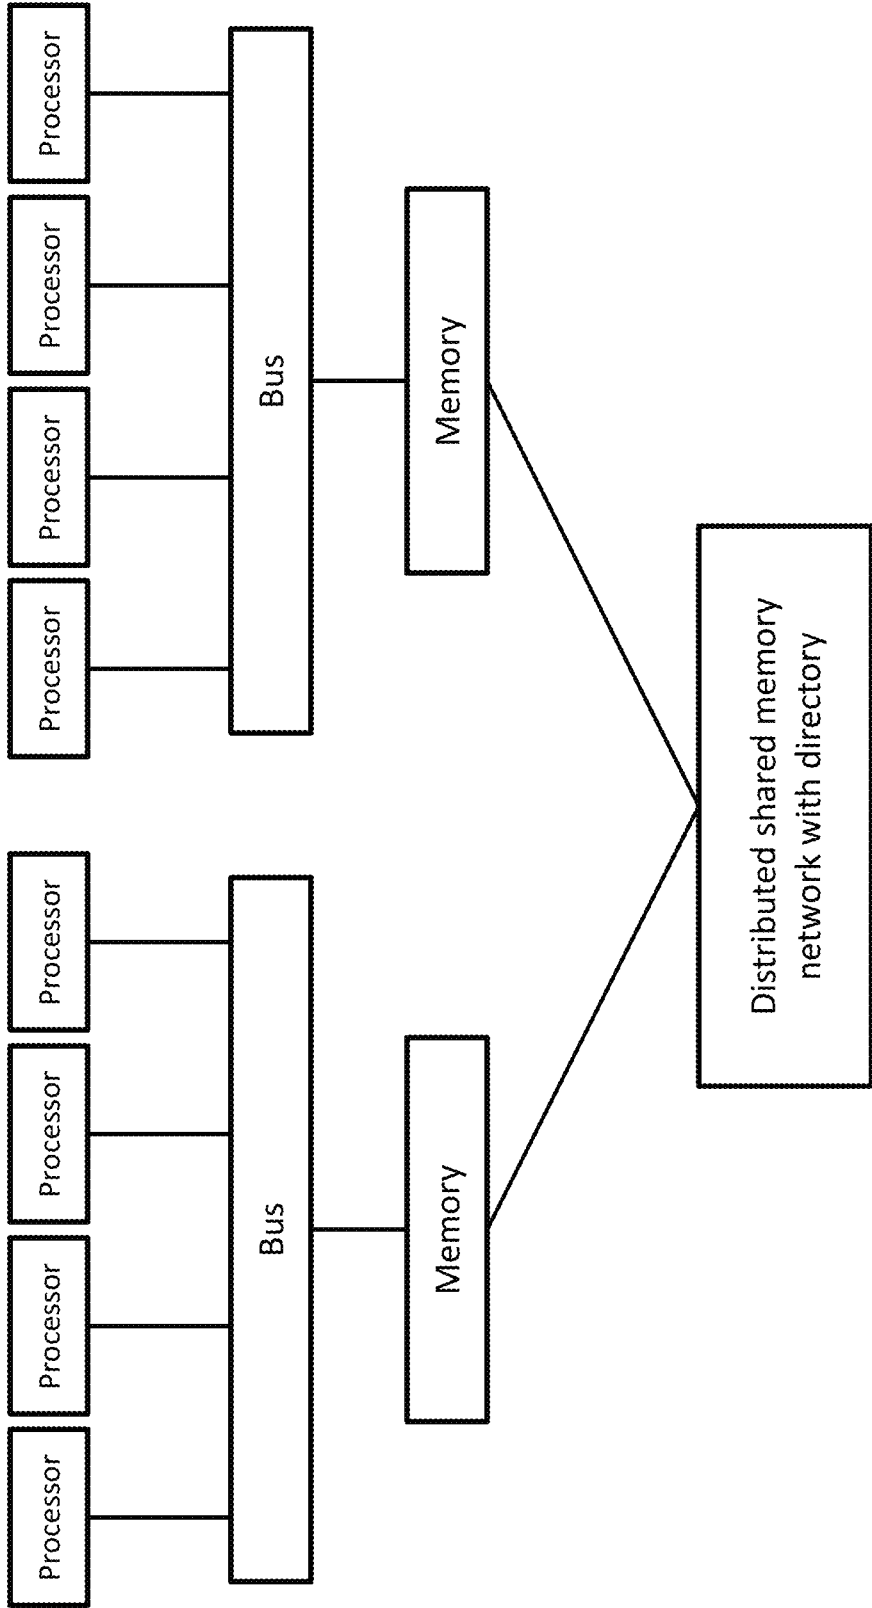 Processor
Processor
Processor
Processor
Processor
Processor
Processor
Processor
Bus
Bus
Memory
Memory
Distributed shared memory
network with directory